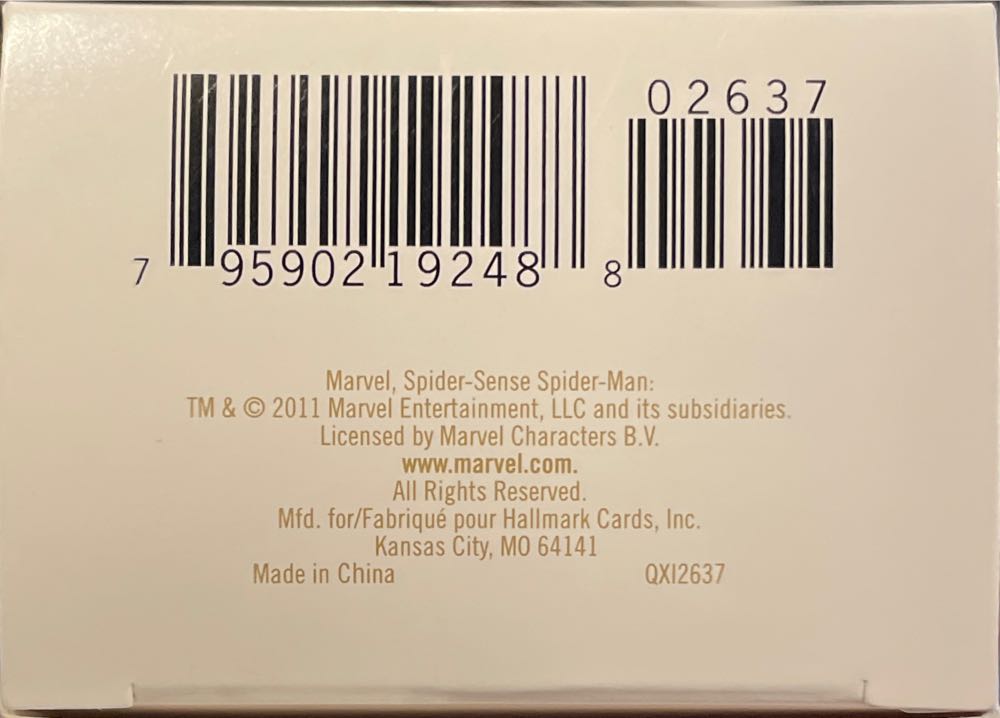 02637
7 95902 19248 8
Marvel, Spider-Sense Spider-Man:
TM & © 2011 Marvel Entertainment, LLC and its subsidiaries.
Licensed by Marvel Characters B.V.
www.marvel.com.
All Rights Reserved.
Mfd. for/Fabriqué pour Hallmark Cards, Inc.
Kansas City, MO 64141
Made in China QXI2637